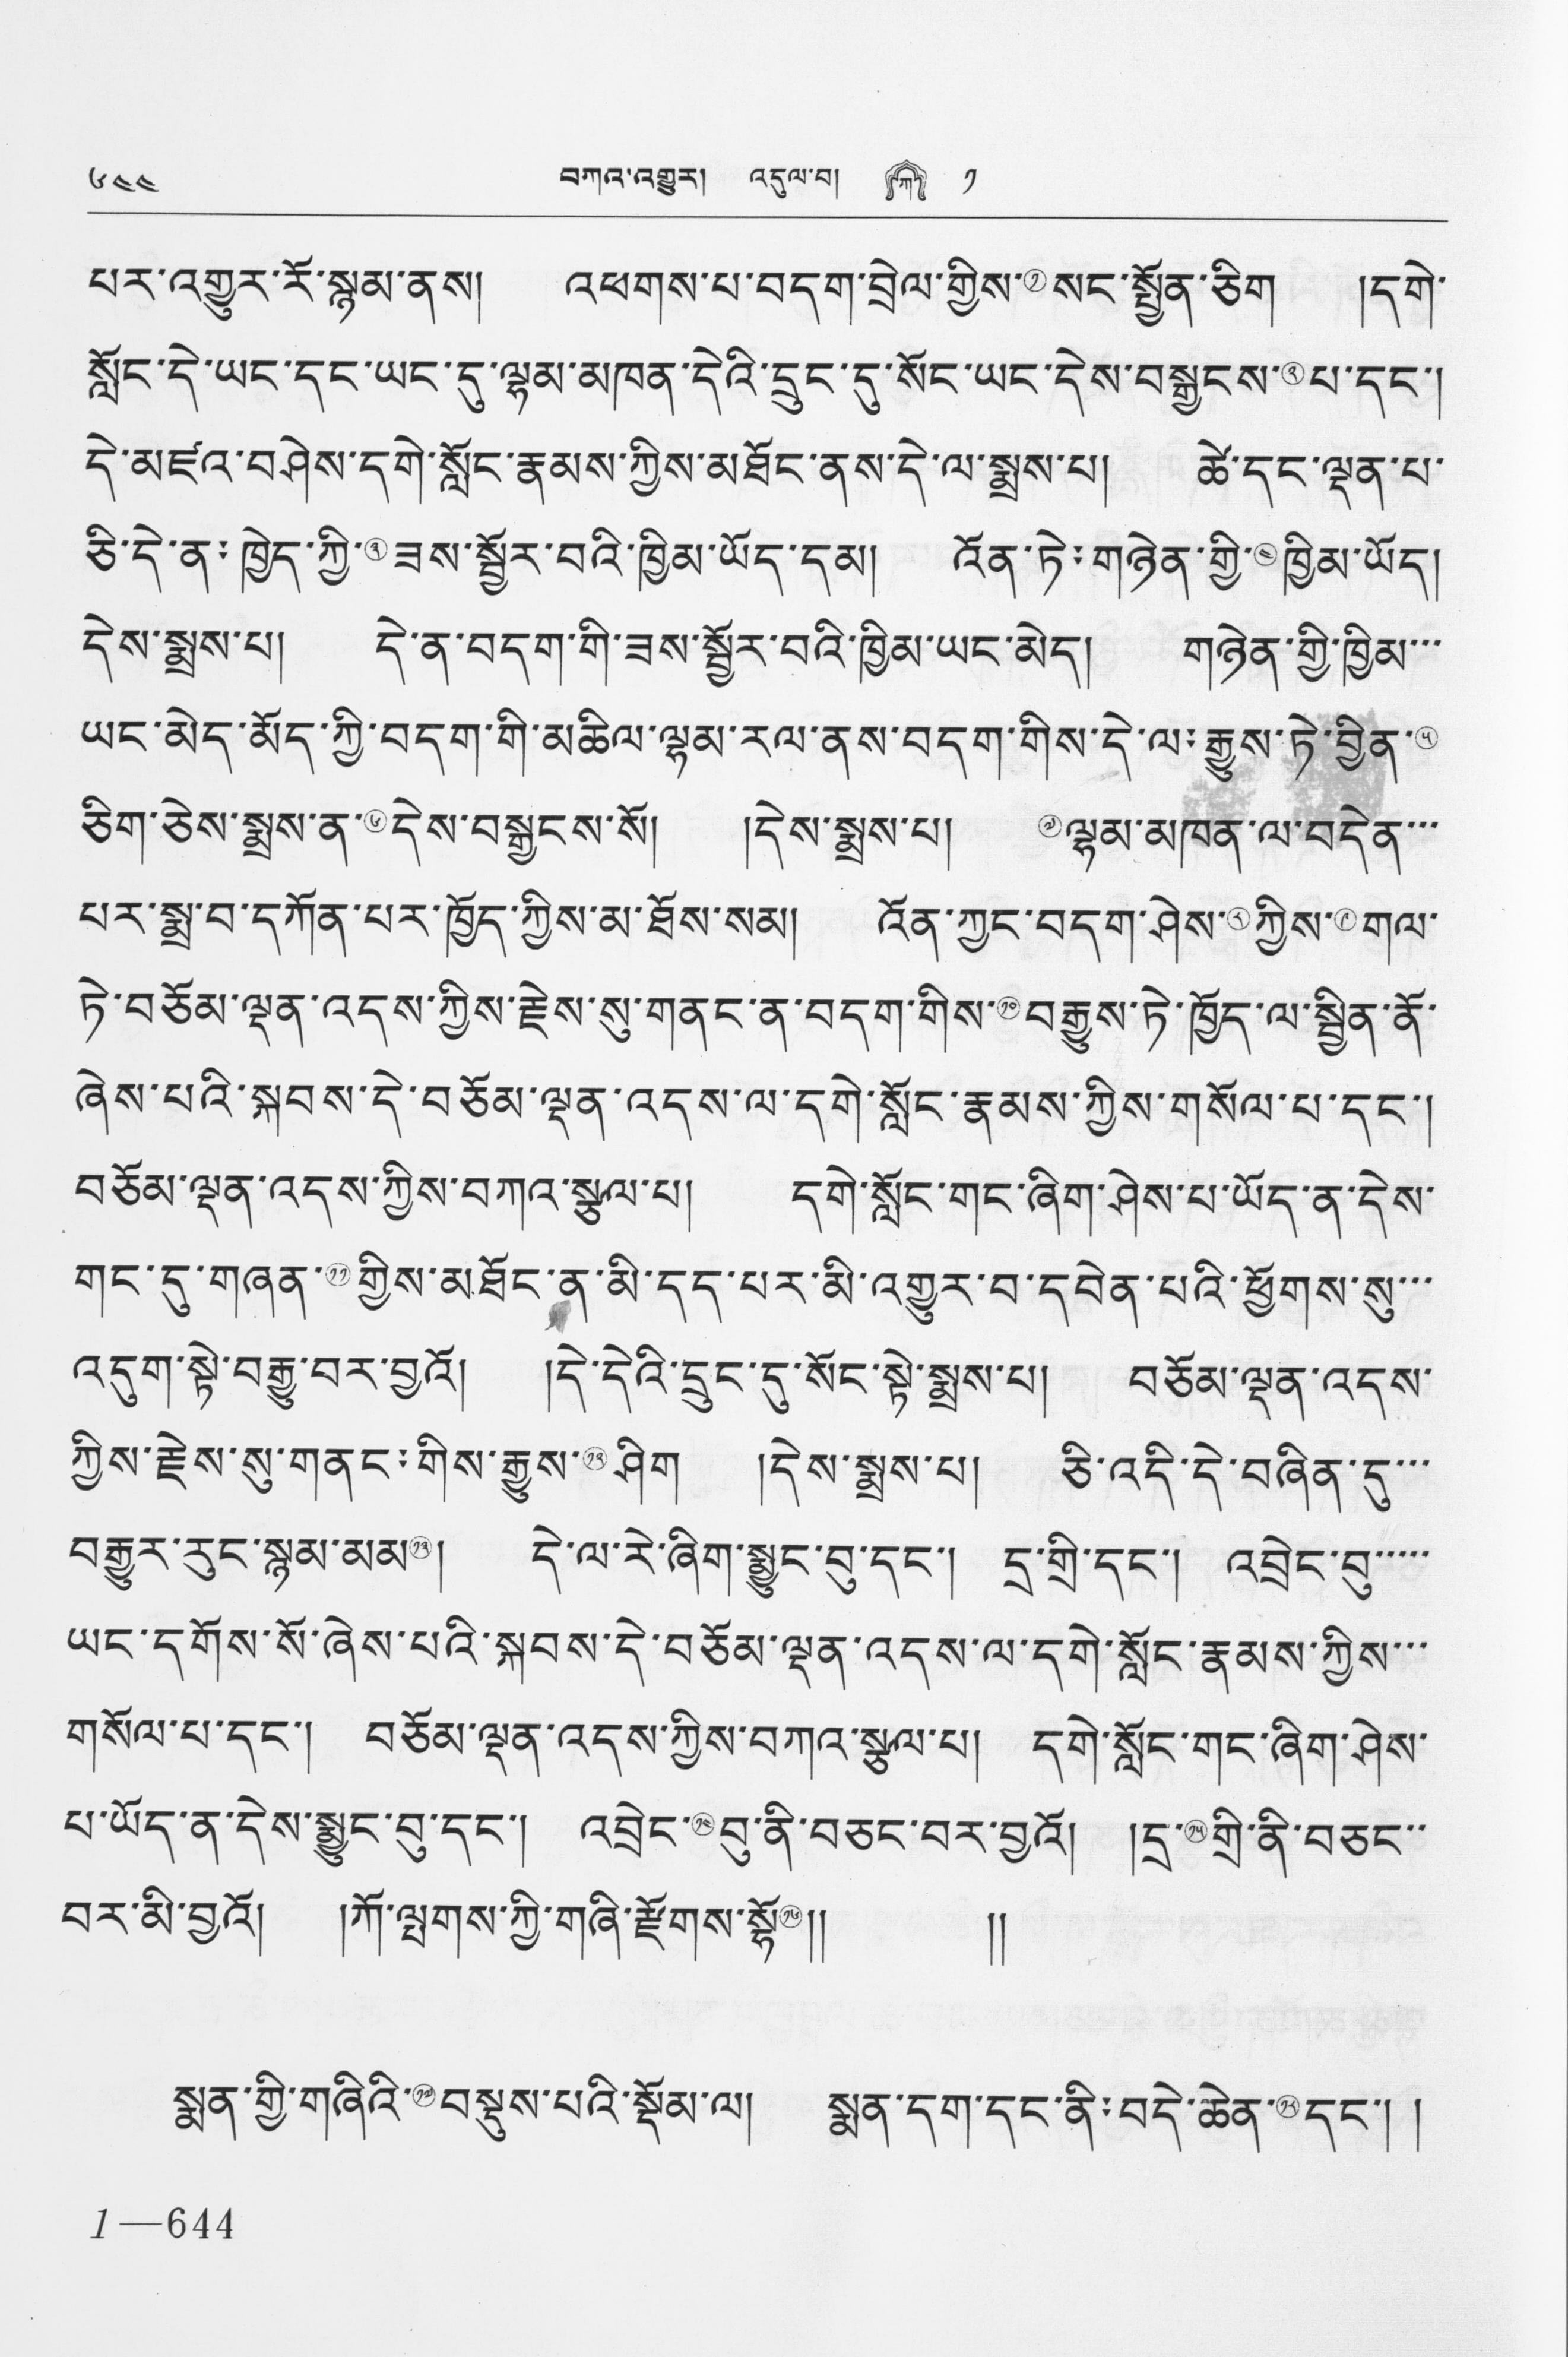 ༦༤༤ བཀའ་འགྱུར། འདུལ་བ། ཀ ༡
པར་འགྱུར་རོ་སྙམ་ནས། འཕགས་པ་བདག་བྲེལ་གྱིས་①སང་སྤྱོན་ཅིག །དགེ་
སློང་དེ་ཡང་དང་ཡང་དུ་ལྷམ་མཁན་དེའི་དྲུང་དུ་སོང་ཡང་དེས་བསྒྱངས་②པ་དང་།
དེ་མཛའ་བཤེས་དགེ་སློང་རྣམས་ཀྱིས་མཐོང་ནས་དེ་ལ་སྨྲས་པ། ཚེ་དང་ལྡན་པ་
ཅི་དེ་ན་༔ཁྱེད་ཀྱི་③ཟས་སྦྱོར་བའི་ཁྱིམ་ཡོད་དམ། འོན་ཏེ་༔གཉེན་གྱི་④ཁྱིམ་ཡོད།
དེས་སྨྲས་པ། དེ་ན་བདག་གི་ཟས་སྦྱོར་བའི་ཁྱིམ་ཡང་མེད། གཉེན་གྱི་ཁྱིམ་་་
ཡང་མེད་མོད་ཀྱི་བདག་གི་མཆིལ་ལྷམ་རལ་ནས་བདག་གིས་དེ་ལ་༔རྒྱུས་ཏེ་བྱིན་⑤
ཅིག་ཅེས་སྨྲས་ན་⑥དེས་བསྒྱངས་སོ། །དེས་སྨྲས་པ། ⑦ལྷམ་མཁན་ལ་བདེན་་་
པར་སྨྲ་བ་དཀོན་པར་ཁྱོད་ཀྱིས་མ་ཐོས་སམ། འོན་ཀྱང་བདག་ཤེས་⑧ཀྱིས་⑨གལ་
ཏེ་བཅོམ་ལྡན་འདས་ཀྱིས་རྗེས་སུ་གནང་ན་བདག་གིས་⑩བརྒྱུས་ཏེ་ཁྱོད་ལ་སྦྱིན་ནོ་
ཞེས་པའི་སྐབས་དེ་བཅོམ་ལྡན་འདས་ལ་དགེ་སློང་རྣམས་ཀྱིས་གསོལ་པ་དང་།
བཅོམ་ལྡན་འདས་ཀྱིས་བཀའ་སྩལ་པ། དགེ་སློང་གང་ཞིག་ཤེས་པ་ཡོད་ན་དེས་
གང་དུ་གཞན་⑪གྱིས་མཐོང་ན་མི་དད་པར་མི་འགྱུར་བ་དབེན་པའི་ཕྱོགས་སུ་་་
འདུག་སྟེ་བརྒྱུ་བར་བྱའོ། །དེ་དེའི་དྲུང་དུ་སོང་སྟེ་སྨྲས་པ། བཅོམ་ལྡན་འདས་
ཀྱིས་རྗེས་སུ་གནང་༔གིས་རྒྱུས་⑫ཤིག །དེས་སྨྲས་པ། ཅི་འདི་དེ་བཞིན་དུ་་་
བརྒྱུར་རུང་སྙམ་མམ⑬། དེ་ལ་རེ་ཞིག་སྨྱུང་བུ་དང་། དྲ་གྲི་དང་། འབྲེང་བུ་་་་་
ཡང་དགོས་སོ་ཞེས་པའི་སྐབས་དེ་བཅོམ་ལྡན་འདས་ལ་དགེ་སློང་རྣམས་ཀྱིས་་་
གསོལ་པ་དང་། བཅོམ་ལྡན་འདས་ཀྱིས་བཀའ་སྩལ་པ། དགེ་སློང་གང་ཞིག་ཤེས་
པ་ཡོད་ན་དེས་སྨྱུང་བུ་དང་། འབྲེང་⑭བུ་ནི་བཅང་བར་བྱའོ། །དྲ་⑮གྲི་ནི་བཅང་་
བར་མི་བྱའོ། །ཀོ་ལྤགས་ཀྱི་གཞི་རྫོགས་སྷོ⑯།། །།
སྨན་གྱི་གཞིའི་⑰བསྡུས་པའི་སྡོམ་ལ། སྨན་དག་དང་ནི་༔བདེ་ཆེན་⑱དང་། །
1—644